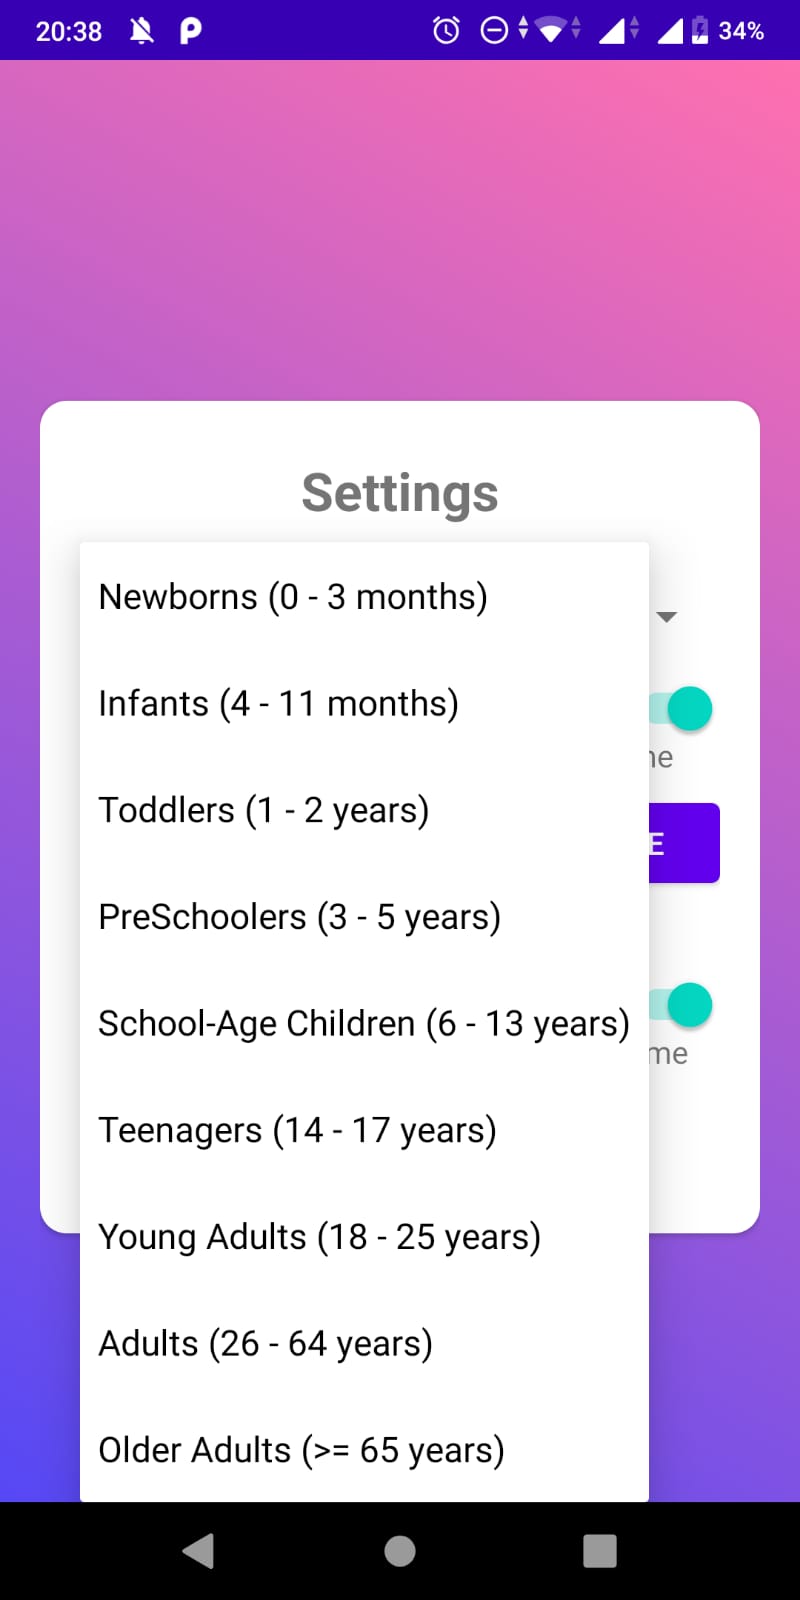 20:38
34%
Settings
Newborns (0 - 3 months)
Infants (4 - 11 months)
Toddlers (1 - 2 years)
PreSchoolers (3 - 5 years)
School-Age Children (6 - 13 years)
Teenagers (14 - 17 years)
Young Adults (18 - 25 years)
Adults (26 - 64 years)
Older Adults (>= 65 years)